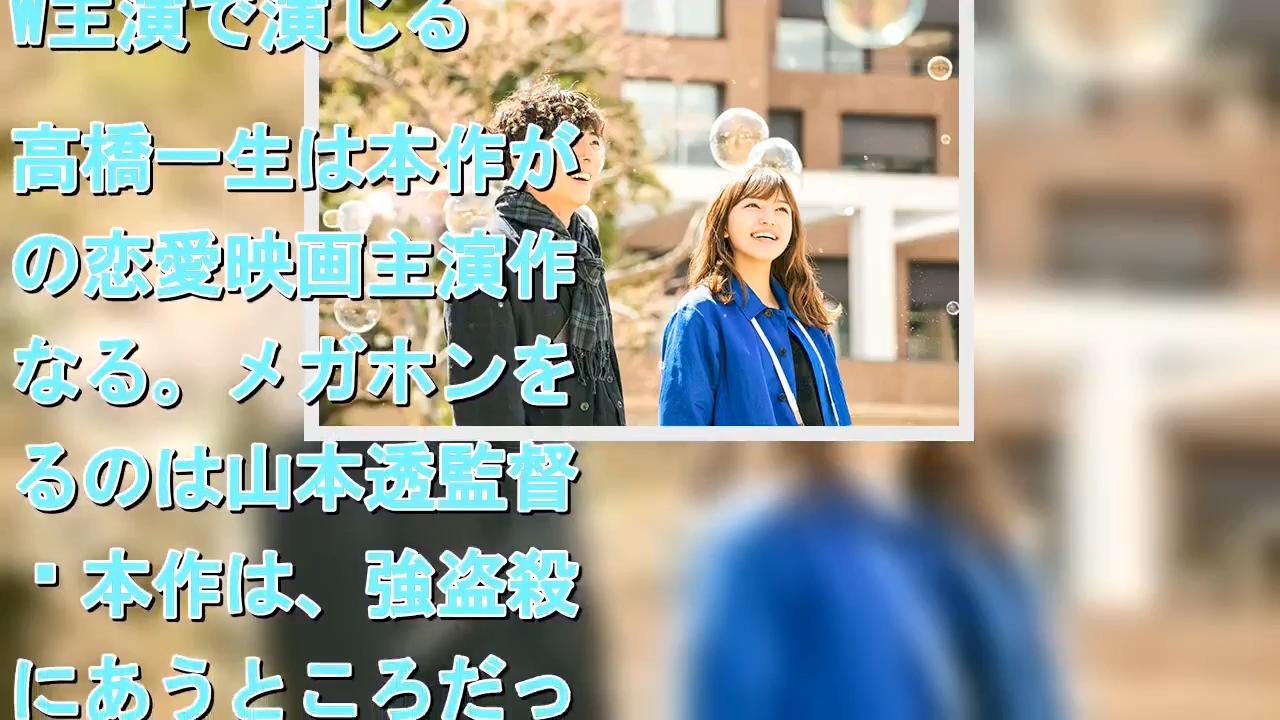 W主演で演じる
高橋一生は本作が
の恋愛映画主演作
なる。メガホンを
るのは山本透監督
・本作は、強盗殺
にあうところだっ